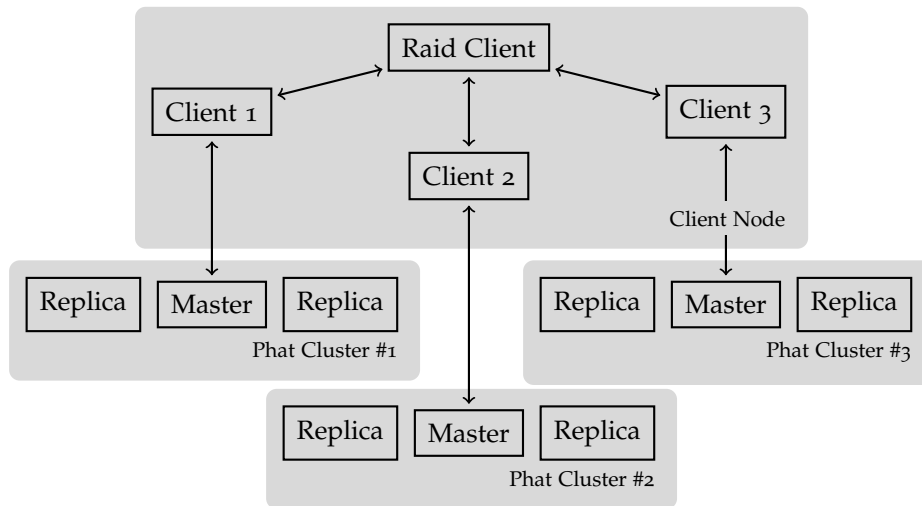 Raid Client
Client 1
Client 3
Client 2
Client Node
Replica
Master
Replica
Phat Cluster #1
Replica
Master
Replica
Phat Cluster #3
Replica
Master
Replica
Phat Cluster #2